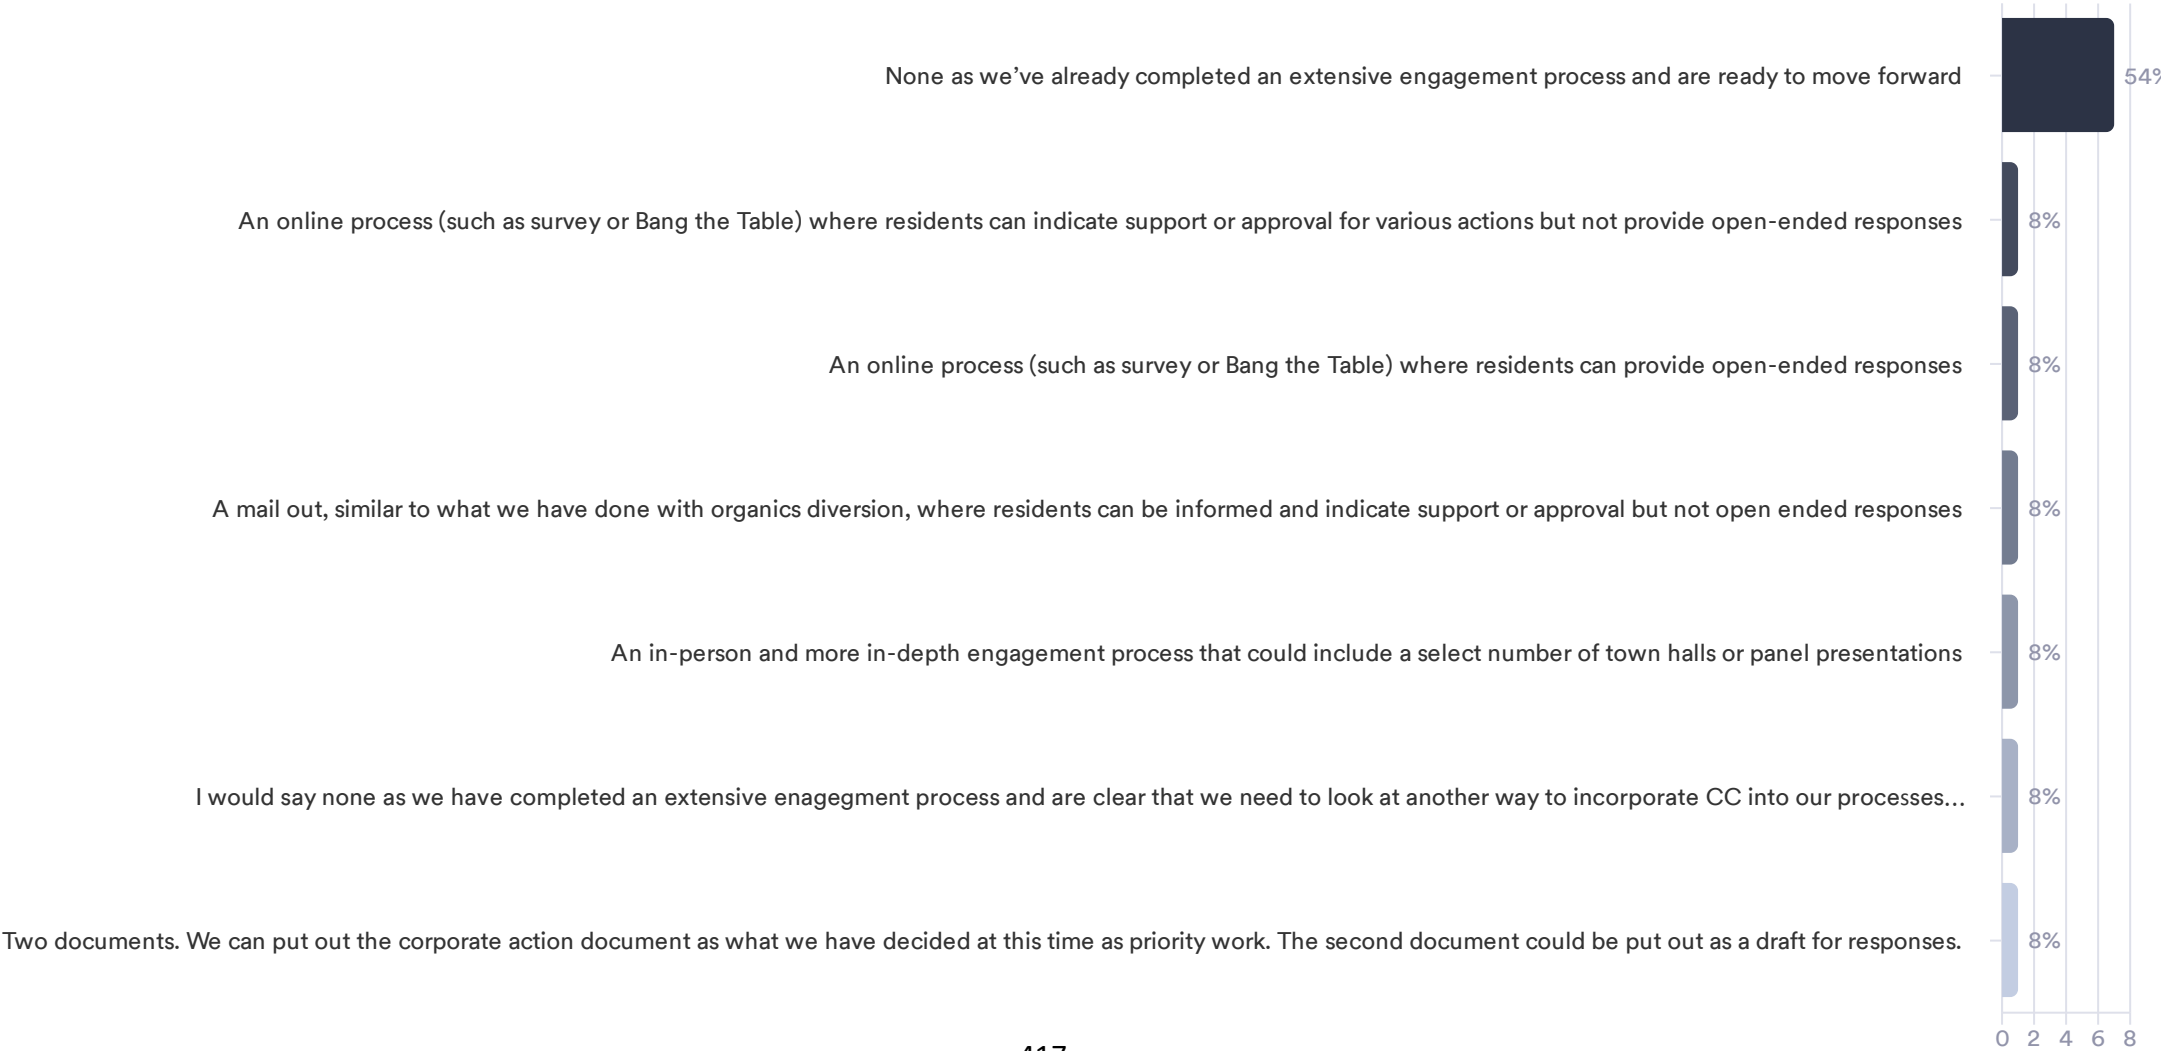 None as we’ve already completed an extensive engagement process and are ready to move forward
54%
An online process (such as survey or Bang the Table) where residents can indicate support or approval for various actions but not provide open-ended responses
8%
An online process (such as survey or Bang the Table) where residents can provide open-ended responses
8%
A mail out, similar to what we have done with organics diversion, where residents can be informed and indicate support or approval but not open ended responses
8%
An in-person and more in-depth engagement process that could include a select number of town halls or panel presentations
8%
I would say none as we have completed an extensive enagegment process and are clear that we need to look at another way to incorporate CC into our processes…
8%
Two documents. We can put out the corporate action document as what we have decided at this time as priority work. The second document could be put out as a draft for responses.
8%
0 2 4 6 8